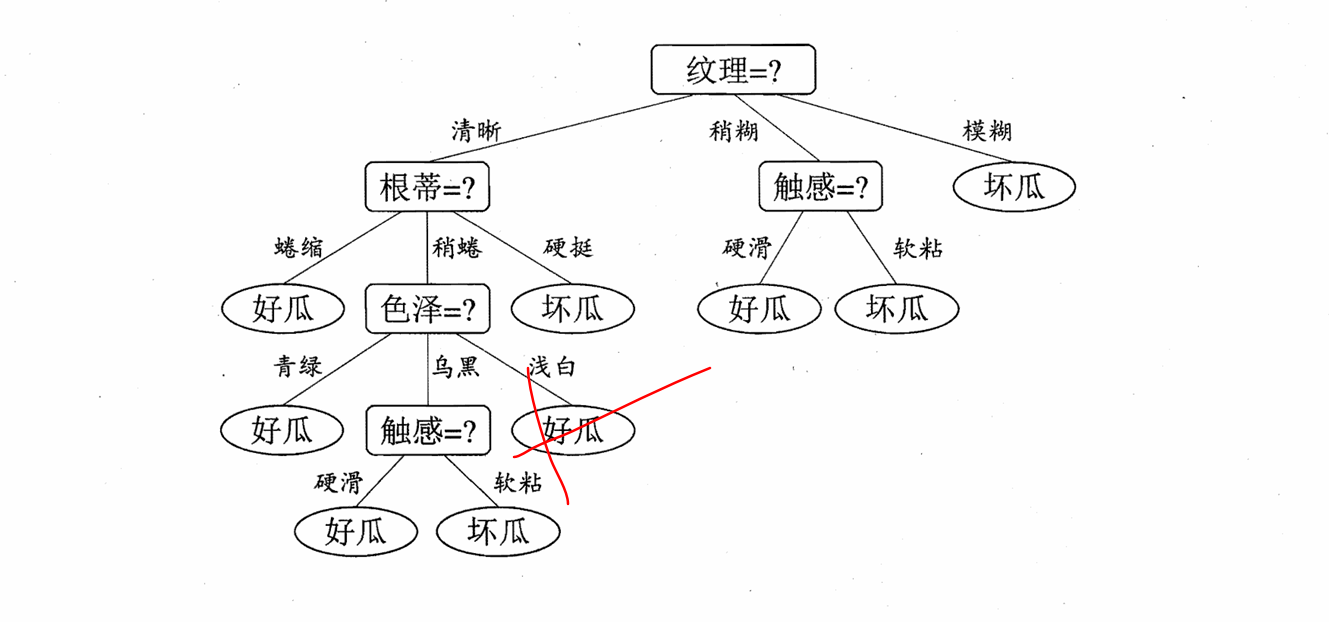 纹理=?
清晰 稍糊 模糊
根蒂=? 触感=? 坏瓜
蜷缩 稍蜷 硬挺 硬滑 软粘
好瓜 色泽=? 坏瓜 好瓜 坏瓜
青绿 乌黑 浅白
好瓜 触感=? 好瓜
硬滑 软粘
好瓜 坏瓜